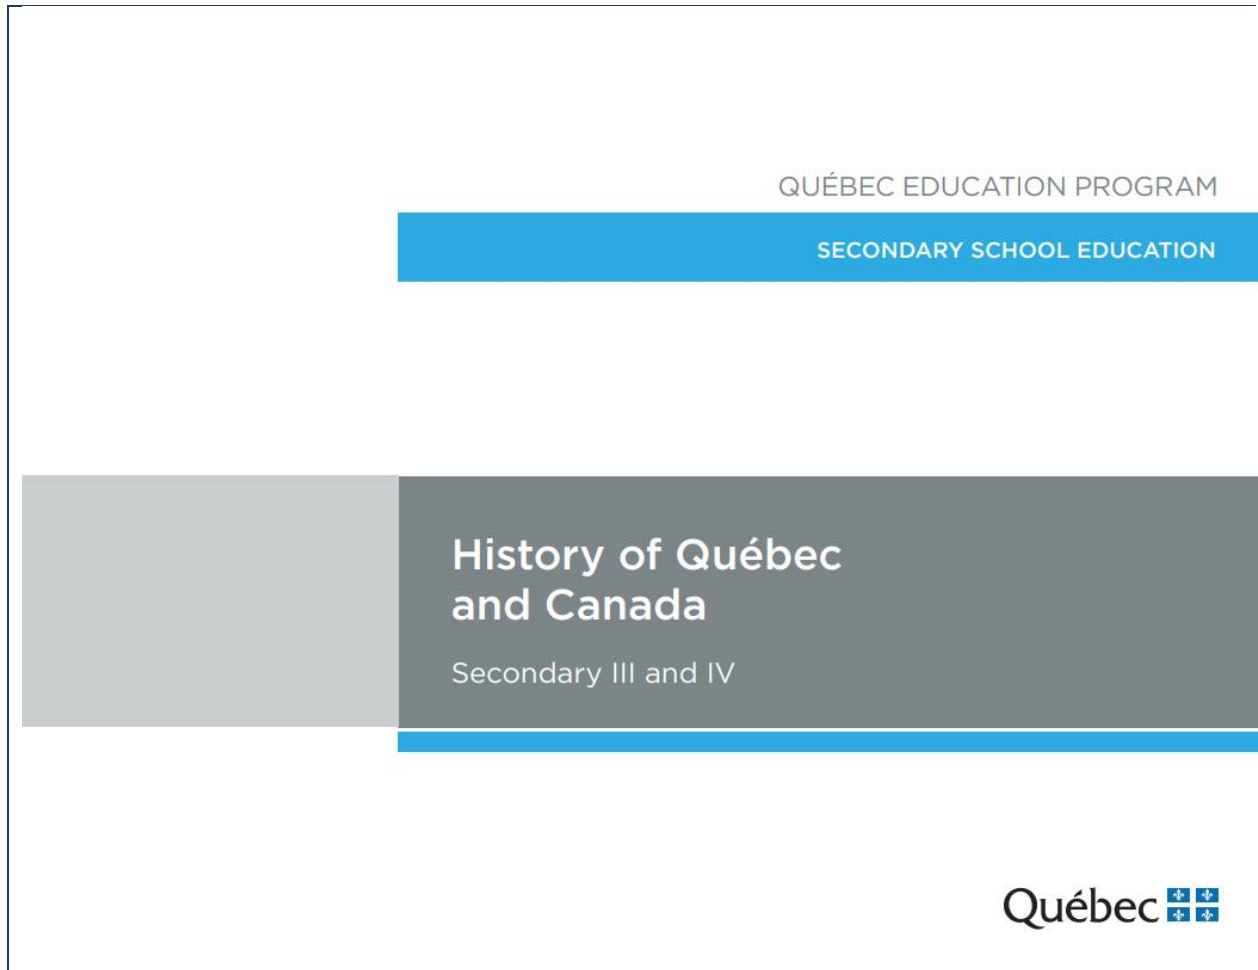 QUÉBEC EDUCATION PROGRAM
SECONDARY SCHOOL EDUCATION
History of Québec
and Canada
Secondary III and IV
Québec